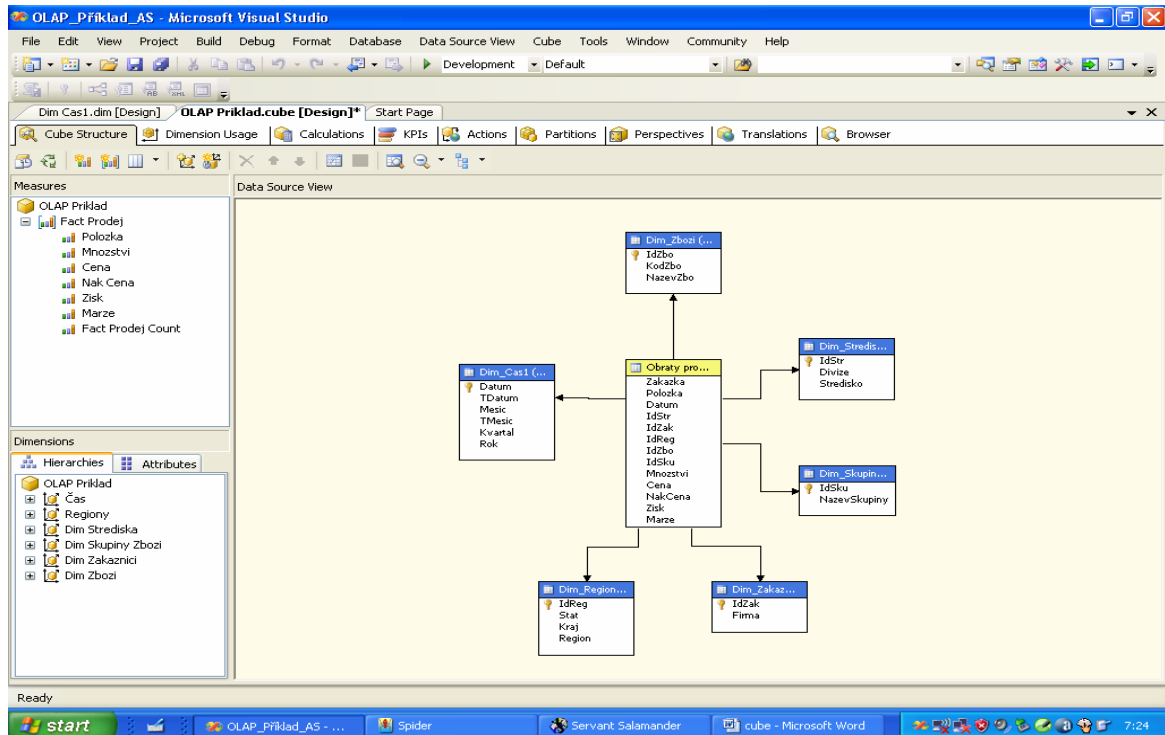 OLAP_Příklad_AS - Microsoft Visual Studio
File Edit View Project Build Debug Format Database Data Source View Cube Tools Window Community Help
Development Default
Dim Cas1.dim [Design] OLAP Priklad.cube [Design]* Start Page
Cube Structure Dimension Usage Calculations KPIs Actions Partitions Perspectives Translations Browser
Measures
OLAP Priklad
Fact Prodej
Polozka
Mnozstvi
Cena
Nak Cena
Zisk
Marze
Fact Prodej Count
Dimensions
Hierarchies Attributes
OLAP Priklad
Čas
Regiony
Dim Strediska
Dim Skupiny Zbozi
Dim Zakaznici
Dim Zbozi
Data Source View
Dim_Zbozi (...
IdZbo
KodZbo
NazevZbo
Dim_Cas1 (...
Datum
TDatum
Mesic
TMesic
Kvartal
Rok
Obraty pro...
Zakazka
Polozka
Datum
IdStr
IdZak
IdReg
IdZbo
IdSku
Mnozstvi
Cena
NakCena
Zisk
Marze
Dim_Stredis...
IdStr
Divize
Stredisko
Dim_Skupin...
IdSku
NazevSkupiny
Dim_Region...
IdReg
Stat
Kraj
Region
Dim_Zakaz...
IdZak
Firma
Ready
start OLAP_Příklad_AS - ... Spider Servant Salamander cube - Microsoft Word 7:24